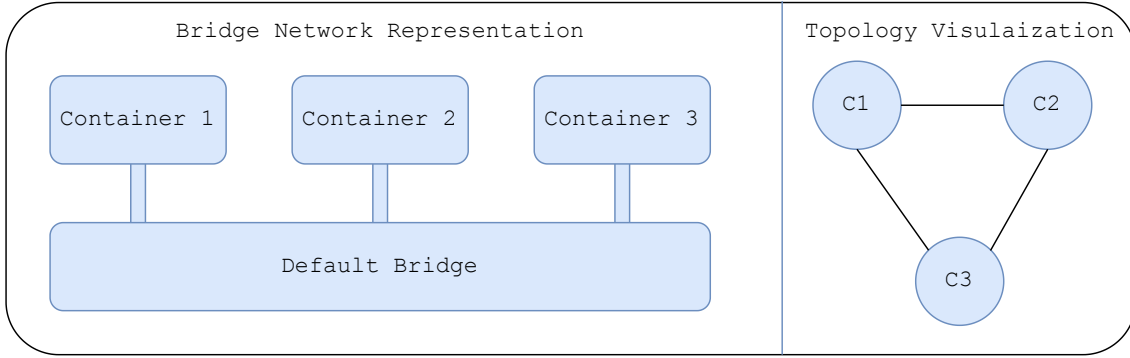 Bridge Network Representation
Container 1
Container 2
Container 3
Default Bridge
Topology Visulaization
C1
C2
C3